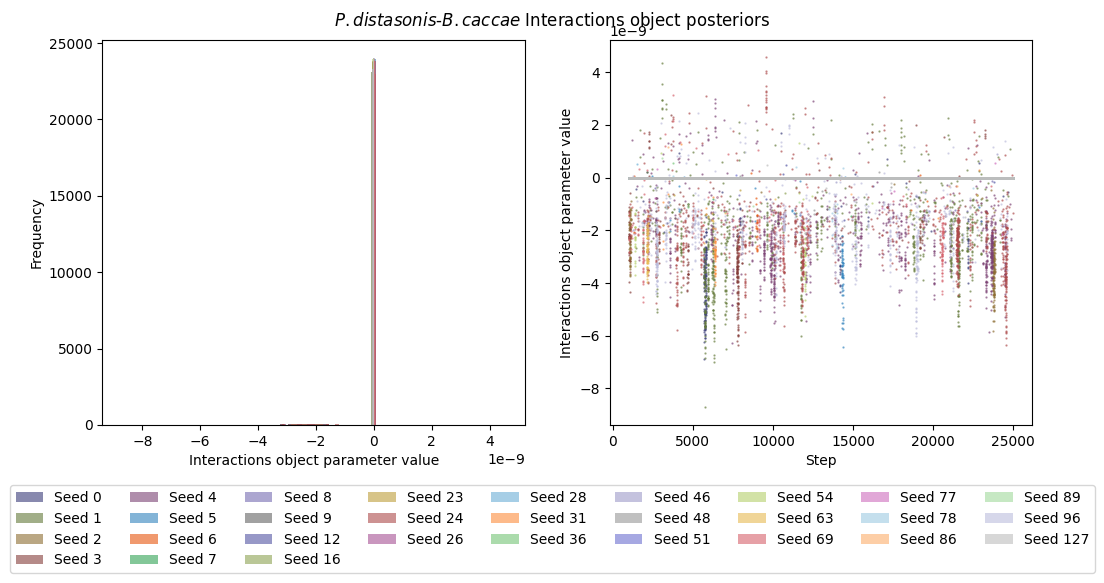 P.distasonis-B.caccae Interactions object posteriors
25000
20000
15000
10000
5000
0
Frequency
−8 −6 −4 −2 0 2 4
1e−9
Interactions object parameter value
1e−9
4
2
0
−2
−4
−6
−8
Interactions object parameter value
0 5000 10000 15000 20000 25000
Step
Seed 0 Seed 4 Seed 8 Seed 23 Seed 28 Seed 46 Seed 54 Seed 77 Seed 89
Seed 1 Seed 5 Seed 9 Seed 24 Seed 31 Seed 48 Seed 63 Seed 78 Seed 96
Seed 2 Seed 6 Seed 12 Seed 26 Seed 36 Seed 51 Seed 69 Seed 86 Seed 127
Seed 3 Seed 7 Seed 16